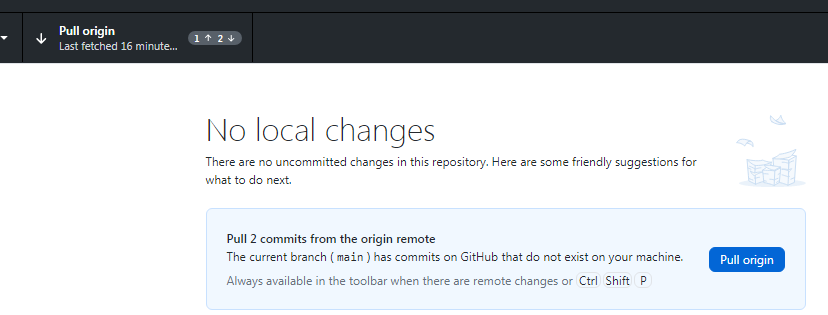 Pull origin
Last fetched 16 minute... 1 ↑ 2 ↓
No local changes
There are no uncommitted changes in this repository. Here are some friendly suggestions for
what to do next.
Pull 2 commits from the origin remote
The current branch ( main ) has commits on GitHub that do not exist on your machine.
Always available in the toolbar when there are remote changes or Ctrl Shift P
Pull origin